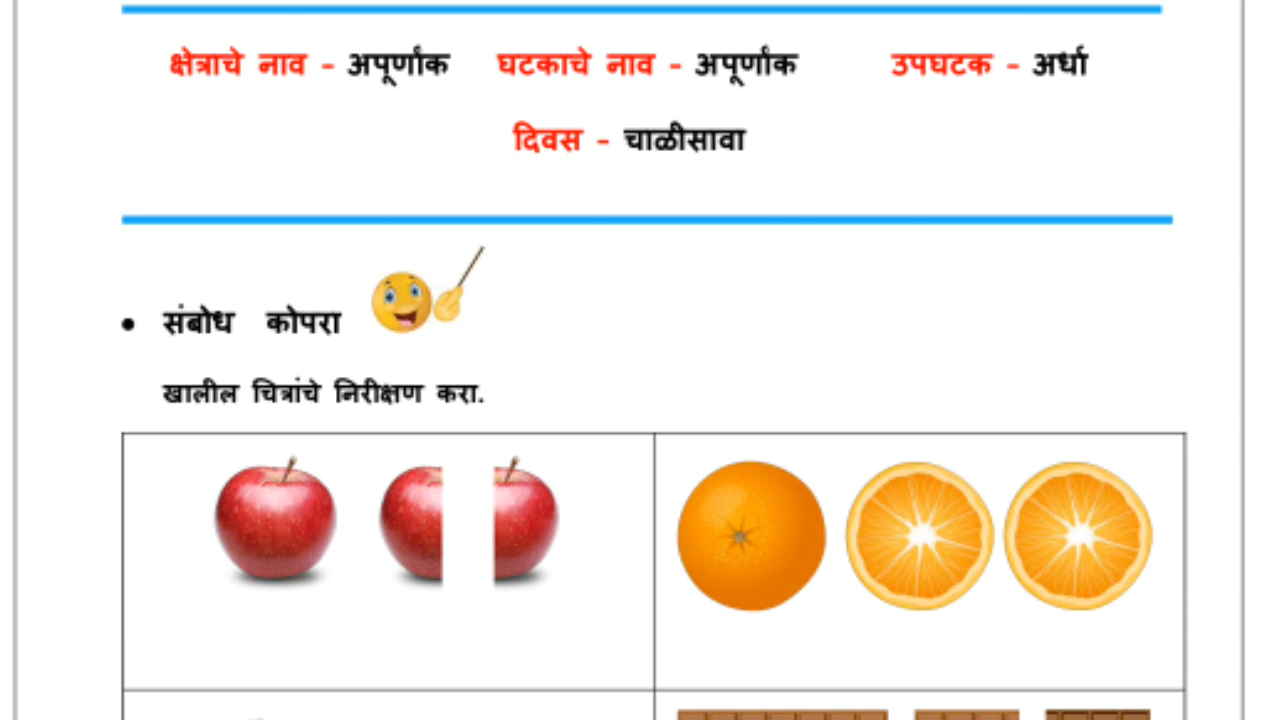 क्षेत्राचे नाव - अपूर्णांक घटकाचे नाव - अपूर्णांक उपघटक - अर्धा
दिवस - चाळीसावा
• संबोध कोपरा
खालील चित्रांचे निरीक्षण करा.